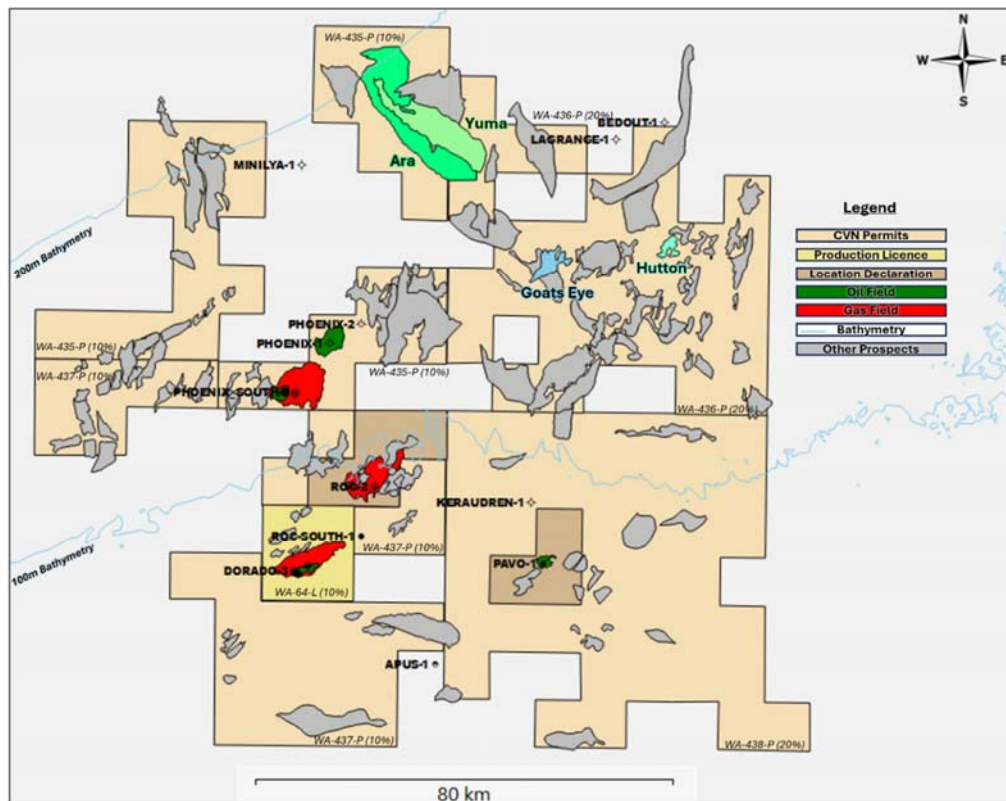 WA-435-P (10%)
N
W
E
S
WA-436-P (20%)
BEDOUT-1
Yuma
LAGRANGE-1
Ara
MINILYA-1
Legend
CVN Permits
Production Licence
Location Declaration
Oil Field
Gas Field
Bathymetry
Other Prospects
200m Bathymetry
Hutton
Goats Eye
PHOENIX-2
PHOENIX-1
WA-435-P (10%)
WA-435-P (10%)
WA-437-P (10%)
PHOENIX-SOUTH
WA-436-P (20%)
ROC-2
KERAUDREN-1
ROC-SOUTH-1
WA-437-P (10%)
100m Bathymetry
DORADO-3
PAVO-1
WA-64-L (10%)
APUS-1
WA-437-P (10%)
WA-438-P (20%)
80 km